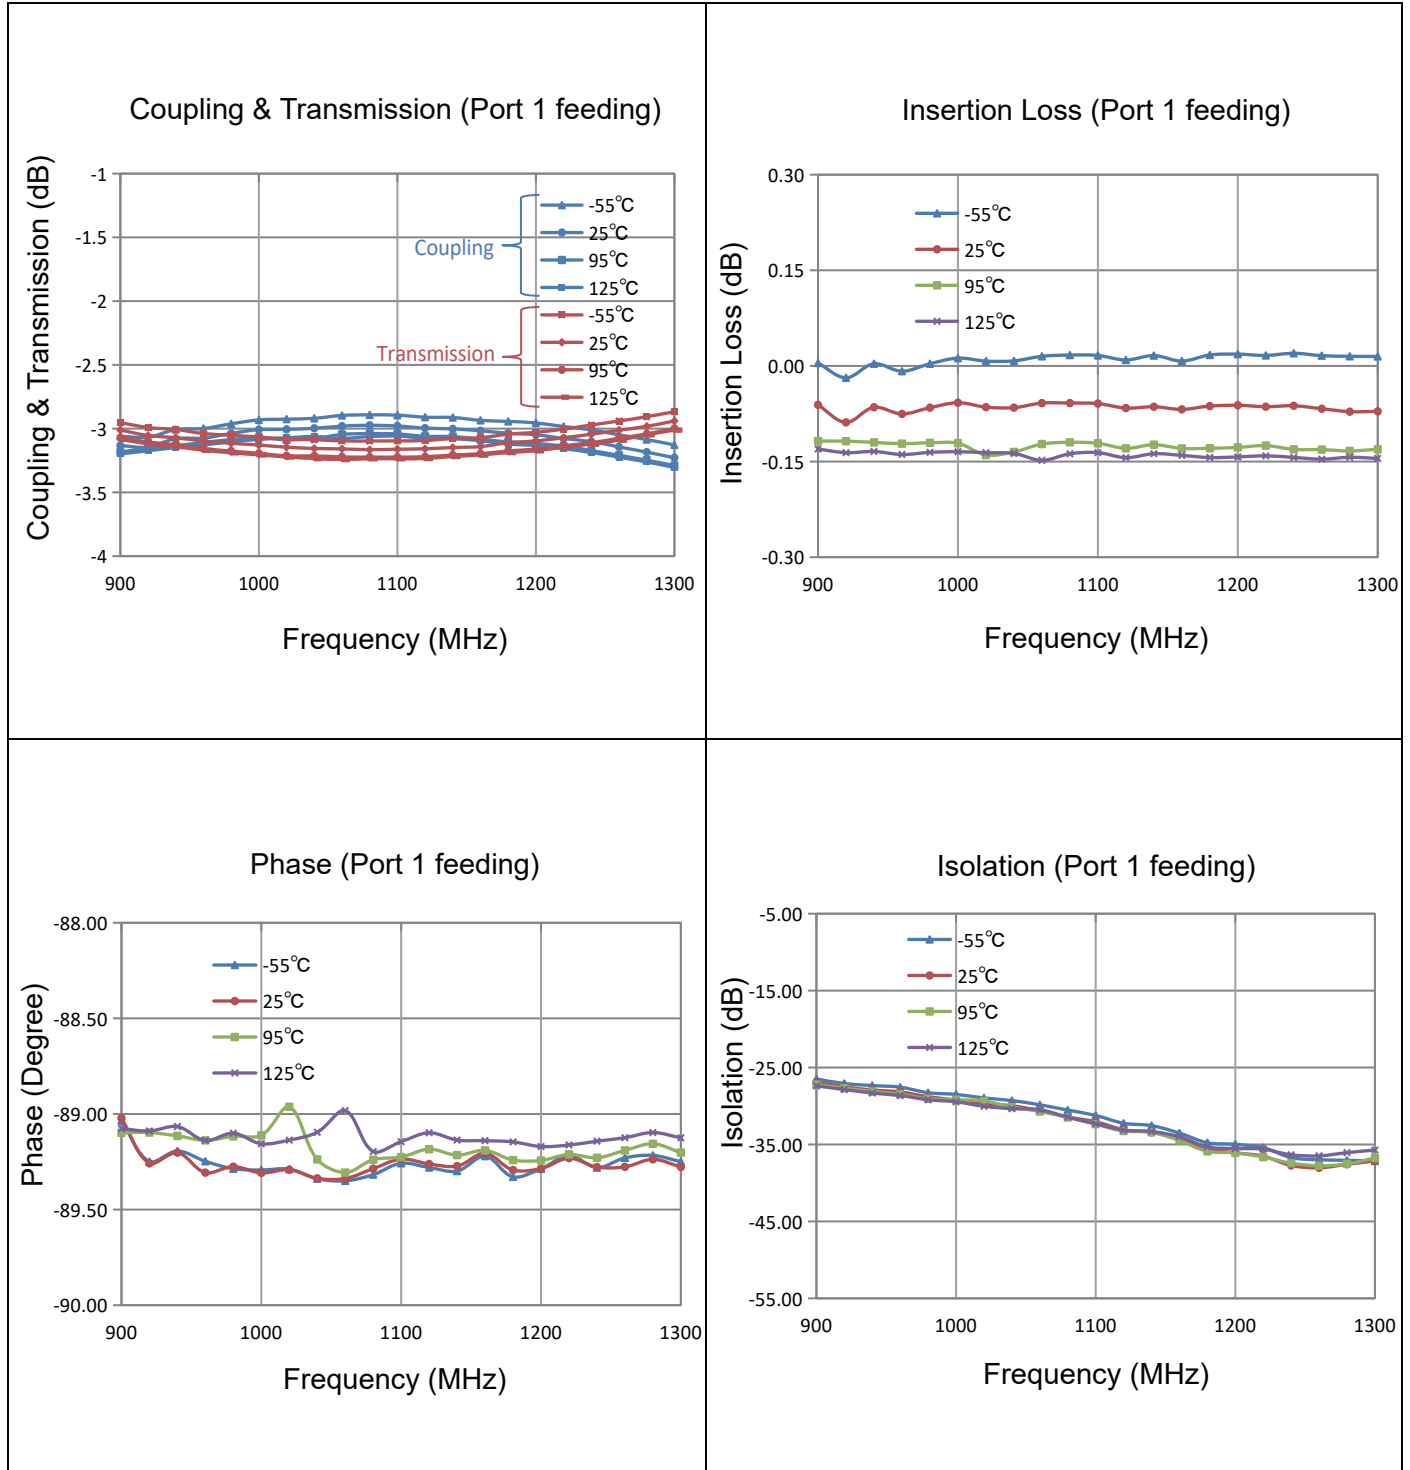 Coupling & Transmission (Port 1 feeding)
Coupling & Transmission (dB)
-1
-1.5
-2
-2.5
-3
-3.5
-4
Coupling
-55℃
25℃
95℃
125℃
Transmission
-55℃
25℃
95℃
125℃
900 1000 1100 1200 1300
Frequency (MHz)
Insertion Loss (Port 1 feeding)
Insertion Loss (dB)
0.30
0.15
0.00
-0.15
-0.30
-55℃
25℃
95℃
125℃
900 1000 1100 1200 1300
Frequency (MHz)
Phase (Port 1 feeding)
Phase (Degree)
-88.00
-88.50
-89.00
-89.50
-90.00
-55℃
25℃
95℃
125℃
900 1000 1100 1200 1300
Frequency (MHz)
Isolation (Port 1 feeding)
Isolation (dB)
-5.00
-15.00
-25.00
-35.00
-45.00
-55.00
-55℃
25℃
95℃
125℃
900 1000 1100 1200 1300
Frequency (MHz)